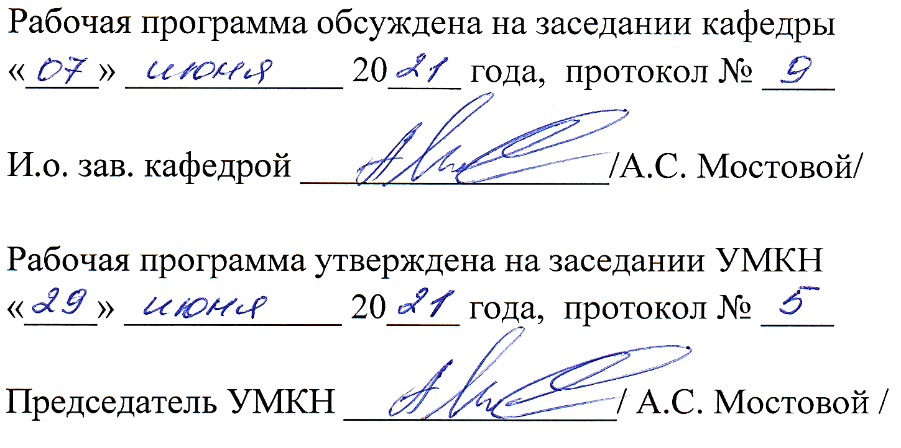 Рабочая программа обсуждена на заседании кафедры
«07» июня 2021 года, протокол № 9
И.о. зав. кафедрой ________________/А.С. Мостовой/
Рабочая программа утверждена на заседании УМКН
«29» июня 2021 года, протокол № 5
Председатель УМКН ______________/ А.С. Мостовой /